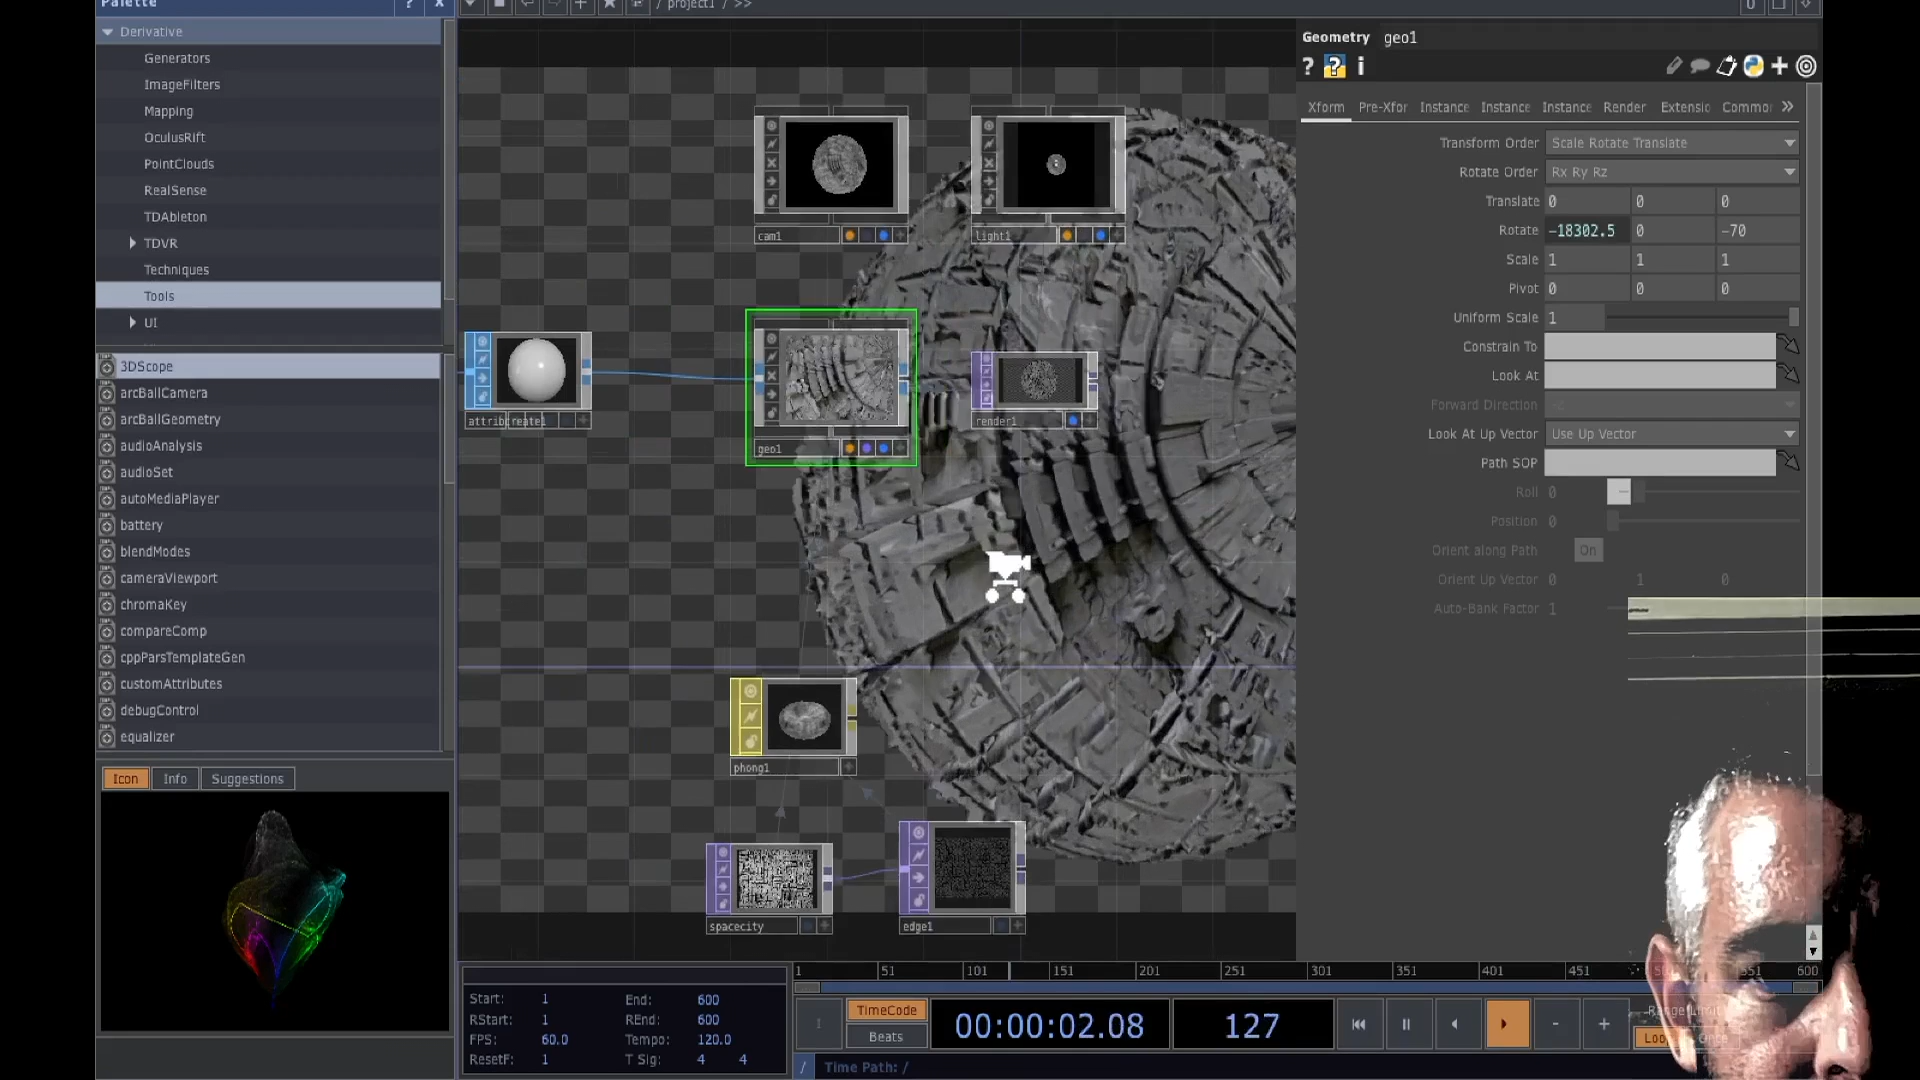 Palette ? x
/ project1 / >>
Derivative
Generators
ImageFilters
Mapping
OculusRift
PointClouds
RealSense
TDAbleton
TDVR
Techniques
Tools
UI
3DScope
arcBallCamera
arcBallGeometry
audioAnalysis
audioSet
autoMediaPlayer
battery
blendModes
cameraViewport
chromaKey
compareComp
cppParsTemplateGen
customAttributes
debugControl
equalizer
Icon Info Suggestions
cam1
light1
geo1
render1
phong1
spacecity
edge1
Geometry geo1
? ? i
Xform Pre-Xfor Instance Instance Instance Render Extensio Commor >>
Transform Order Scale Rotate Translate
Rotate Order Rx Ry Rz
Translate 0 0 0
Rotate -18302.5 0 -70
Scale 1 1 1
Pivot 0 0 0
Uniform Scale 1
Constrain To
Look At
Forward Direction
Look At Up Vector Use Up Vector
Path SOP
Roll 0
Position 0
Orient along Path On
Orient Up Vector 0 1 0
Auto-Bank Factor 1
Start: 1 End: 600
RStart: 1 REnd: 600
FPS: 60.0 Tempo: 120.0
ResetF: 1 T Sig: 4 4
1 51 101 151 201 251 301 351 401 451 551 600
TimeCode
Beats
00:00:02.08
127
- +
Range Limit
Loop Once
/ Time Path: /